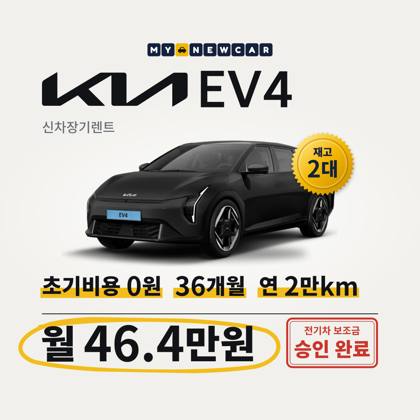 MY NEWCAR
KIA EV4
신차장기렌트
재고
2대
EV4
초기비용 0원 36개월 연 2만km
월 46.4만원
전기차 보조금
승인 완료